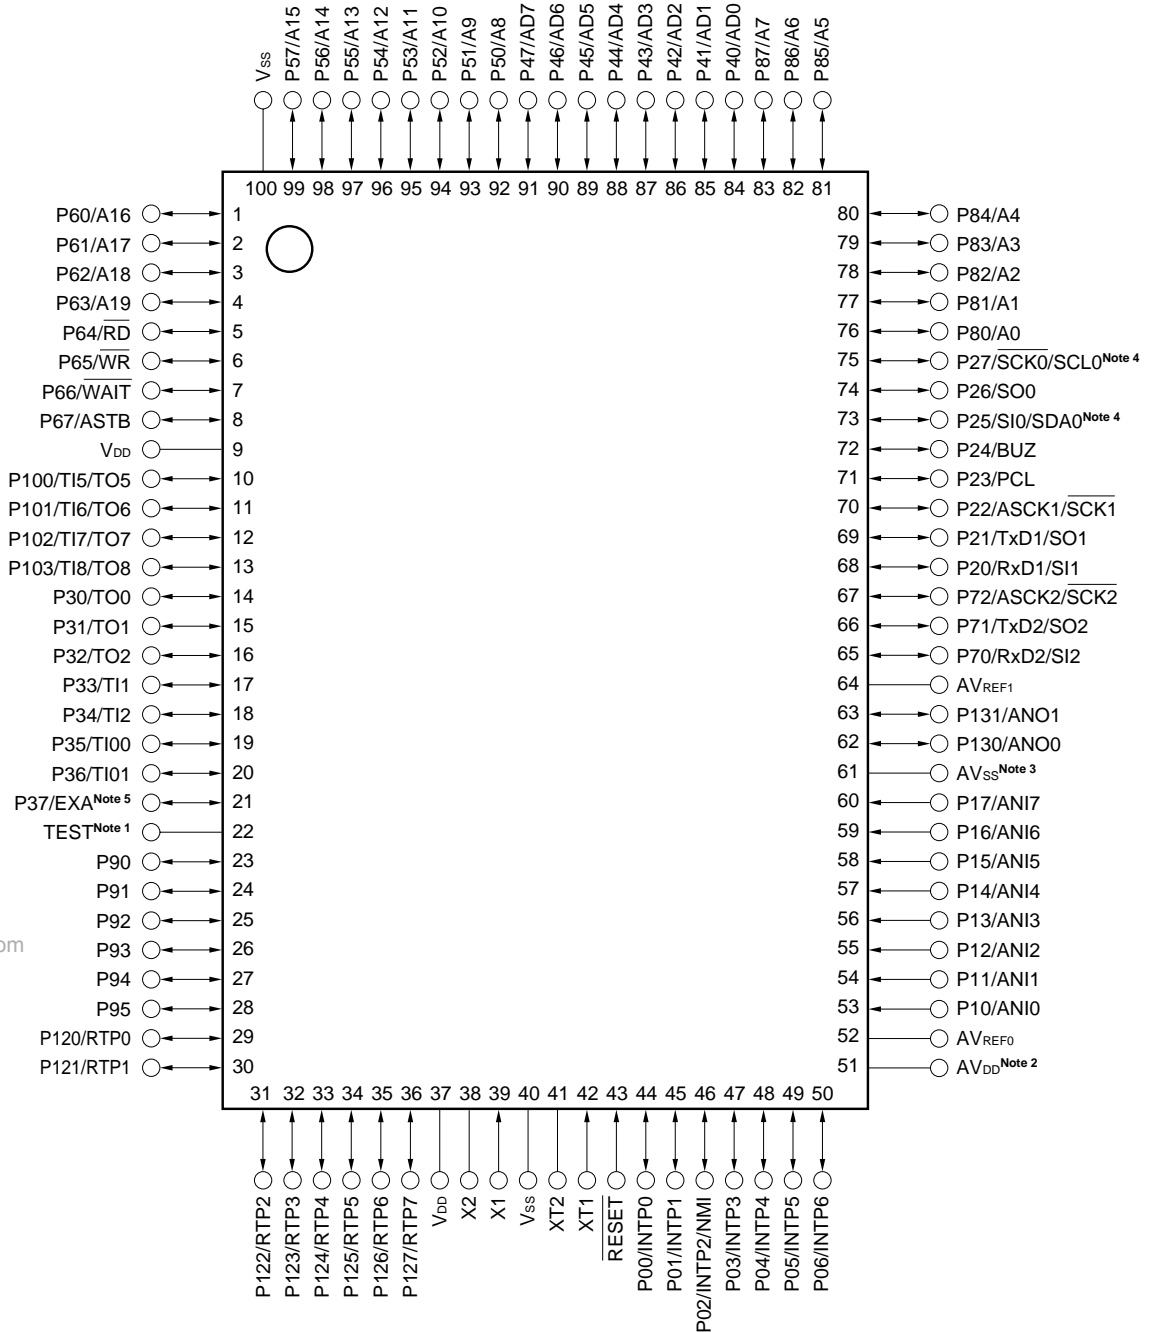 VSS P57/A15 P56/A14 P55/A13 P54/A12 P53/A11 P52/A10 P51/A9 P50/A8 P47/AD7 P46/AD6 P45/AD5 P44/AD4 P43/AD3 P42/AD2 P41/AD1 P40/AD0 P87/A7 P86/A6 P85/A5
100 99 98 97 96 95 94 93 92 91 90 89 88 87 86 85 84 83 82 81
P60/A16 1 80 P84/A4
P61/A17 2 79 P83/A3
P62/A18 3 78 P82/A2
P63/A19 4 77 P81/A1
P64/R̅D̅ 5 76 P80/A0
P65/W̅R̅ 6 75 P27/S̅C̅K̅0̅/SCL0Note 4
P66/W̅A̅I̅T̅ 7 74 P26/SO0
P67/ASTB 8 73 P25/SI0/SDA0Note 4
VDD 9 72 P24/BUZ
P100/TI5/TO5 10 71 P23/PCL
P101/TI6/TO6 11 70 P22/ASCK1/S̅C̅K̅1̅
P102/TI7/TO7 12 69 P21/TxD1/SO1
P103/TI8/TO8 13 68 P20/RxD1/SI1
P30/TO0 14 67 P72/ASCK2/S̅C̅K̅2̅
P31/TO1 15 66 P71/TxD2/SO2
P32/TO2 16 65 P70/RxD2/SI2
P33/TI1 17 64 AVREF1
P34/TI2 18 63 P131/ANO1
P35/TI00 19 62 P130/ANO0
P36/TI01 20 61 AVSSNote 3
P37/EXANote 5 21 60 P17/ANI7
TESTNote 1 22 59 P16/ANI6
P90 23 58 P15/ANI5
P91 24 57 P14/ANI4
P92 25 56 P13/ANI3
om
P93 26 55 P12/ANI2
P94 27 54 P11/ANI1
P95 28 53 P10/ANI0
P120/RTP0 29 52 AVREF0
P121/RTP1 30 51 AVDDNote 2
31 32 33 34 35 36 37 38 39 40 41 42 43 44 45 46 47 48 49 50
P122/RTP2 P123/RTP3 P124/RTP4 P125/RTP5 P126/RTP6 P127/RTP7 VDD X2 X1 VSS XT2 XT1 R̅E̅S̅E̅T̅ P00/INTP0 P01/INTP1 P02/INTP2/NMI P03/INTP3 P04/INTP4 P05/INTP5 P06/INTP6